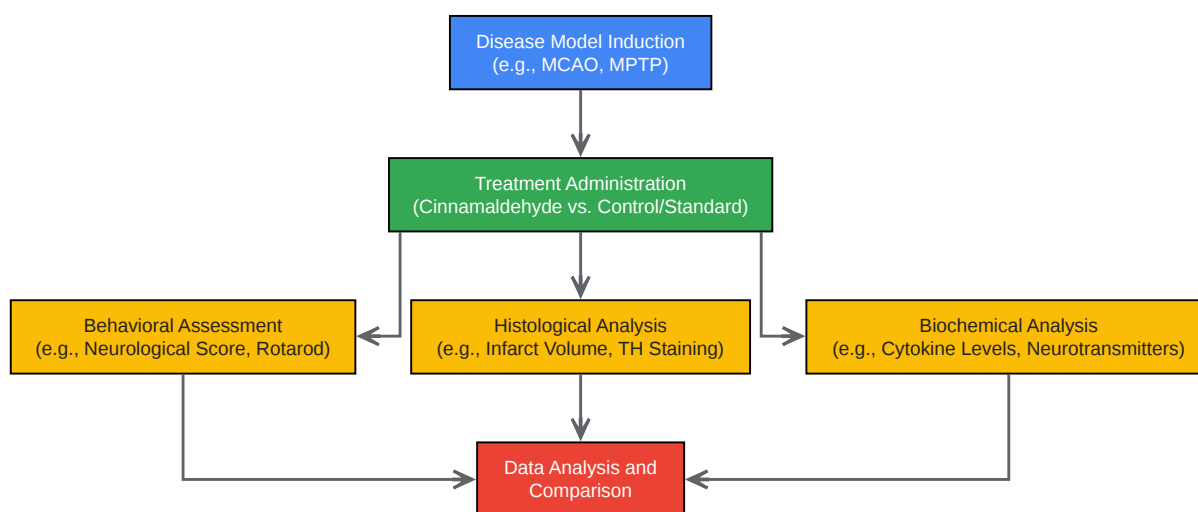 Disease Model Induction
(e.g., MCAO, MPTP)
Treatment Administration
(Cinnamaldehyde vs. Control/Standard)
Behavioral Assessment
(e.g., Neurological Score, Rotarod)
Histological Analysis
(e.g., Infarct Volume, TH Staining)
Biochemical Analysis
(e.g., Cytokine Levels, Neurotransmitters)
Data Analysis and
Comparison